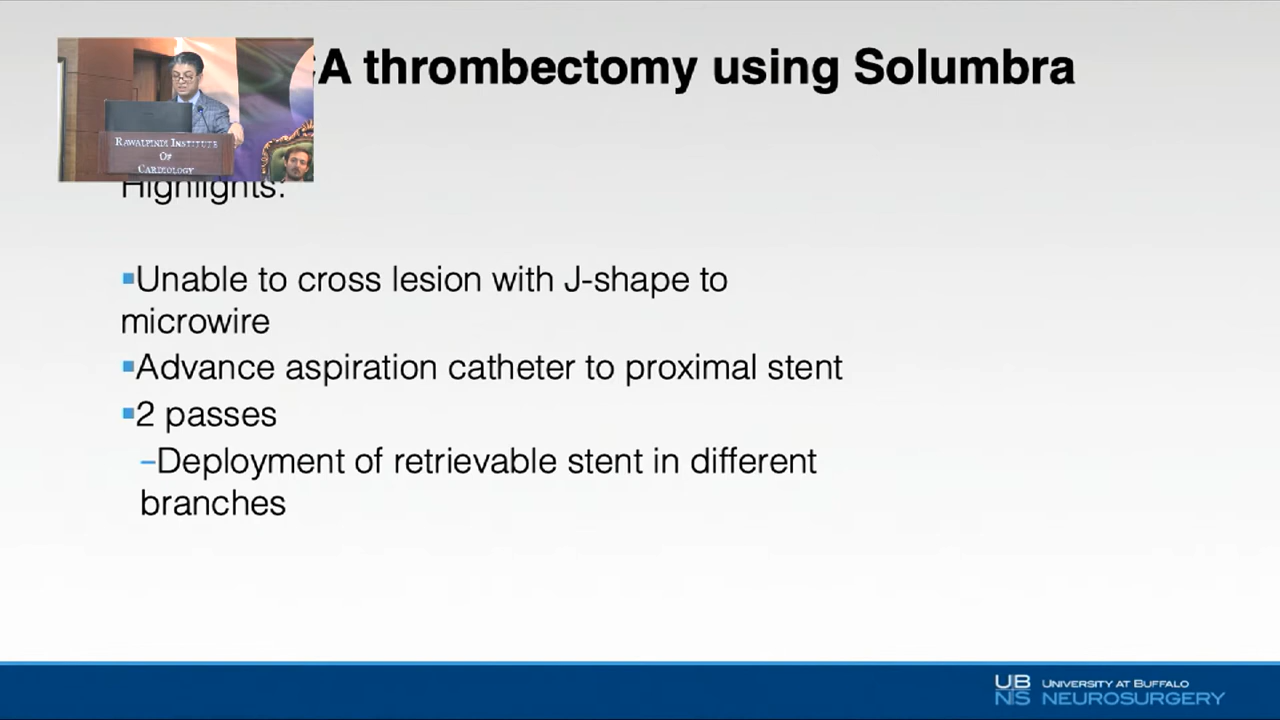 CA thrombectomy using Solumbra
RAWALPINDI INSTITUTE
OF
CARDIOLOGY
Highlights:
▪Unable to cross lesion with J-shape to
microwire
▪Advance aspiration catheter to proximal stent
▪2 passes
–Deployment of retrievable stent in different
branches
UB
NS
UNIVERSITY AT BUFFALO
NEUROSURGERY